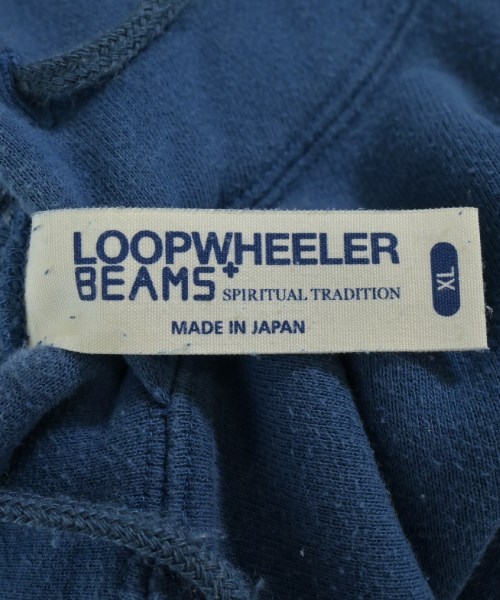 LOOPWHEELER
BEAMS+ SPIRITUAL TRADITION
MADE IN JAPAN
XL